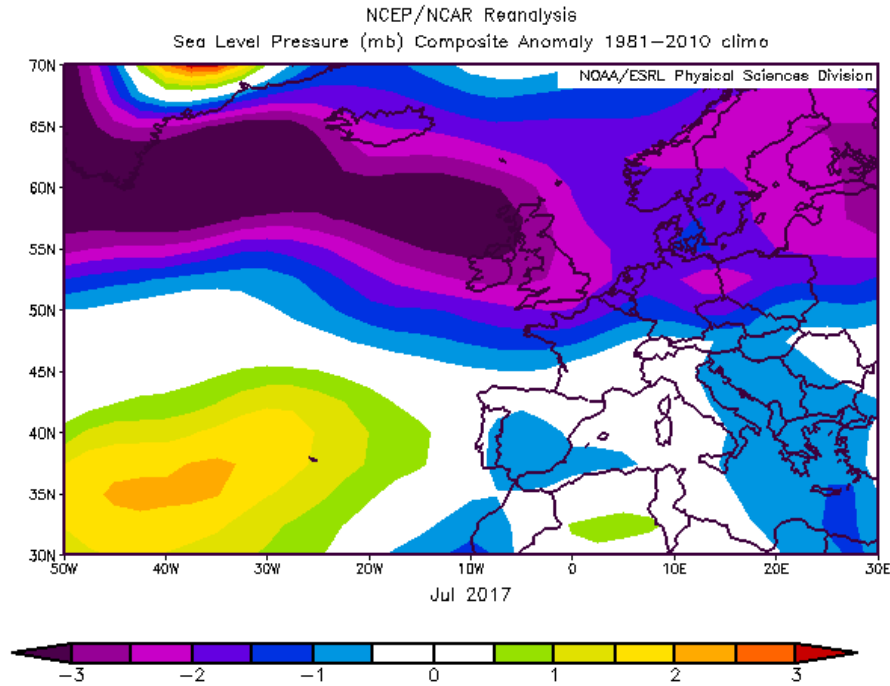 NCEP/NCAR Reanalysis
Sea Level Pressure (mb) Composite Anomaly 1981−2010 climo
NOAA/ESRL Physical Sciences Division
70N
65N
60N
55N
50N
45N
40N
35N
30N
50W 40W 30W 20W 10W 0 10E 20E 30E
Jul 2017
−3 −2 −1 0 1 2 3